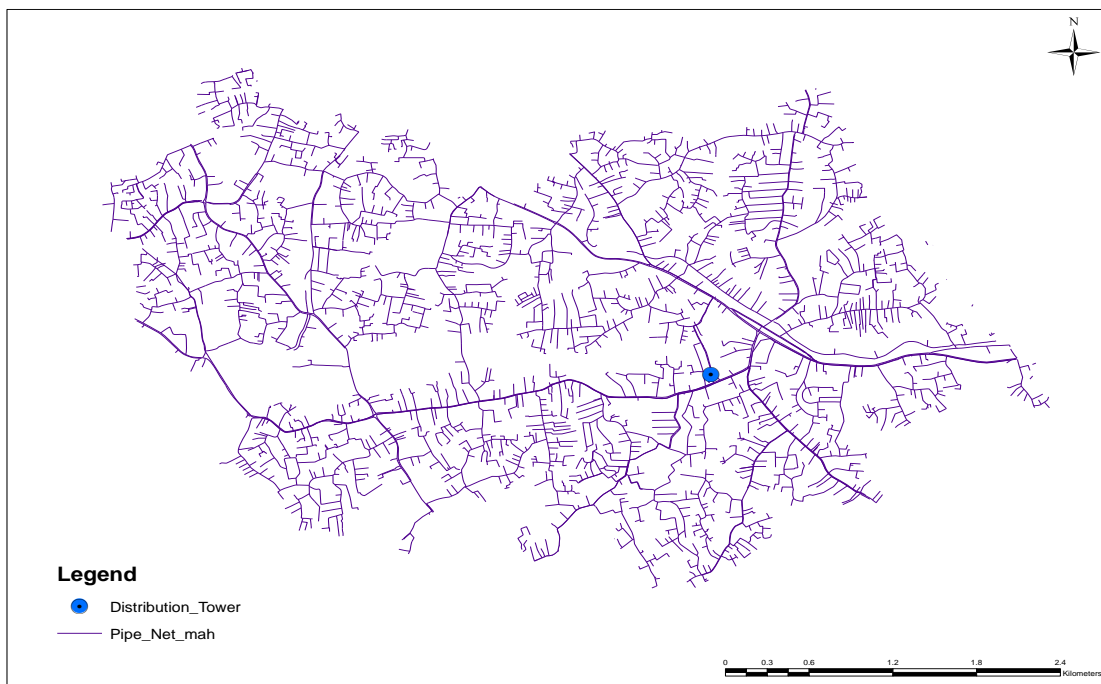 N
Legend
Distribution_Tower
Pipe_Net_mah
0 0.3 0.6 1.2 1.8 2.4
Kilometers